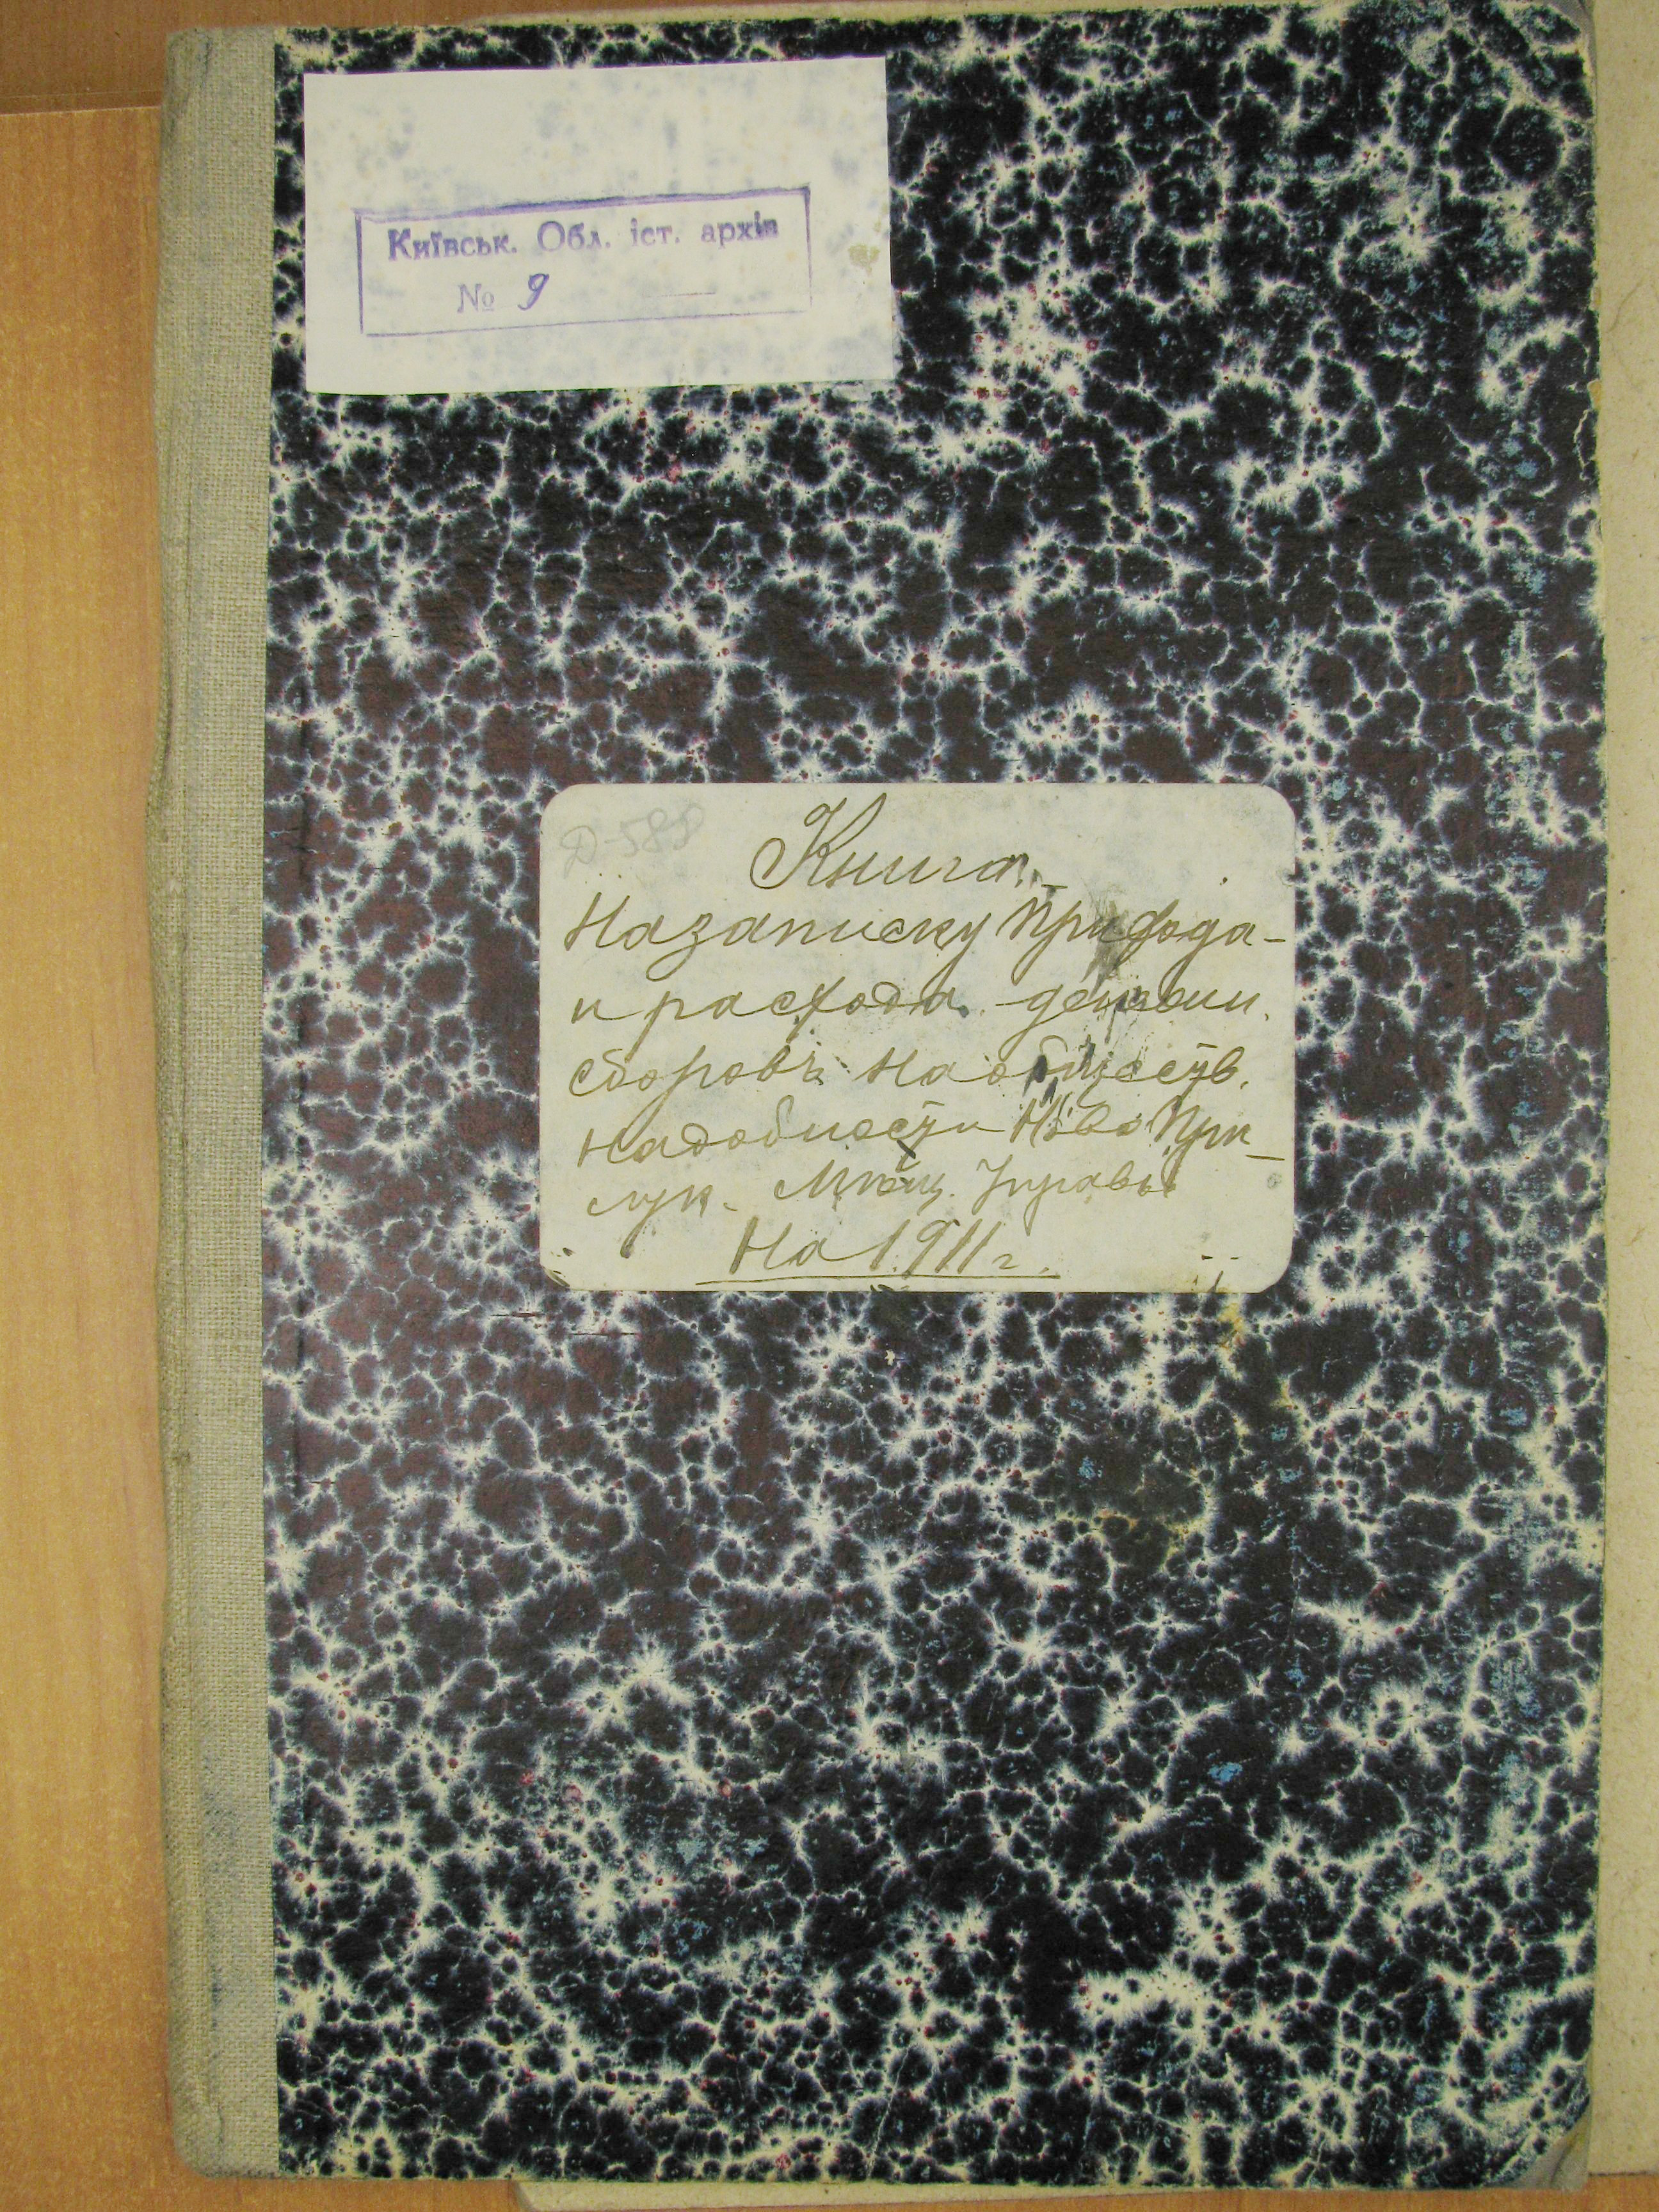 Київськ. Обл. іст. архів
№ 9
Д-588
Книга
На записку прихода
и расхода денежн.
сборовъ на обществ.
надобности Ново При-
лук. Мѣщ. Управы
На 1911 г.